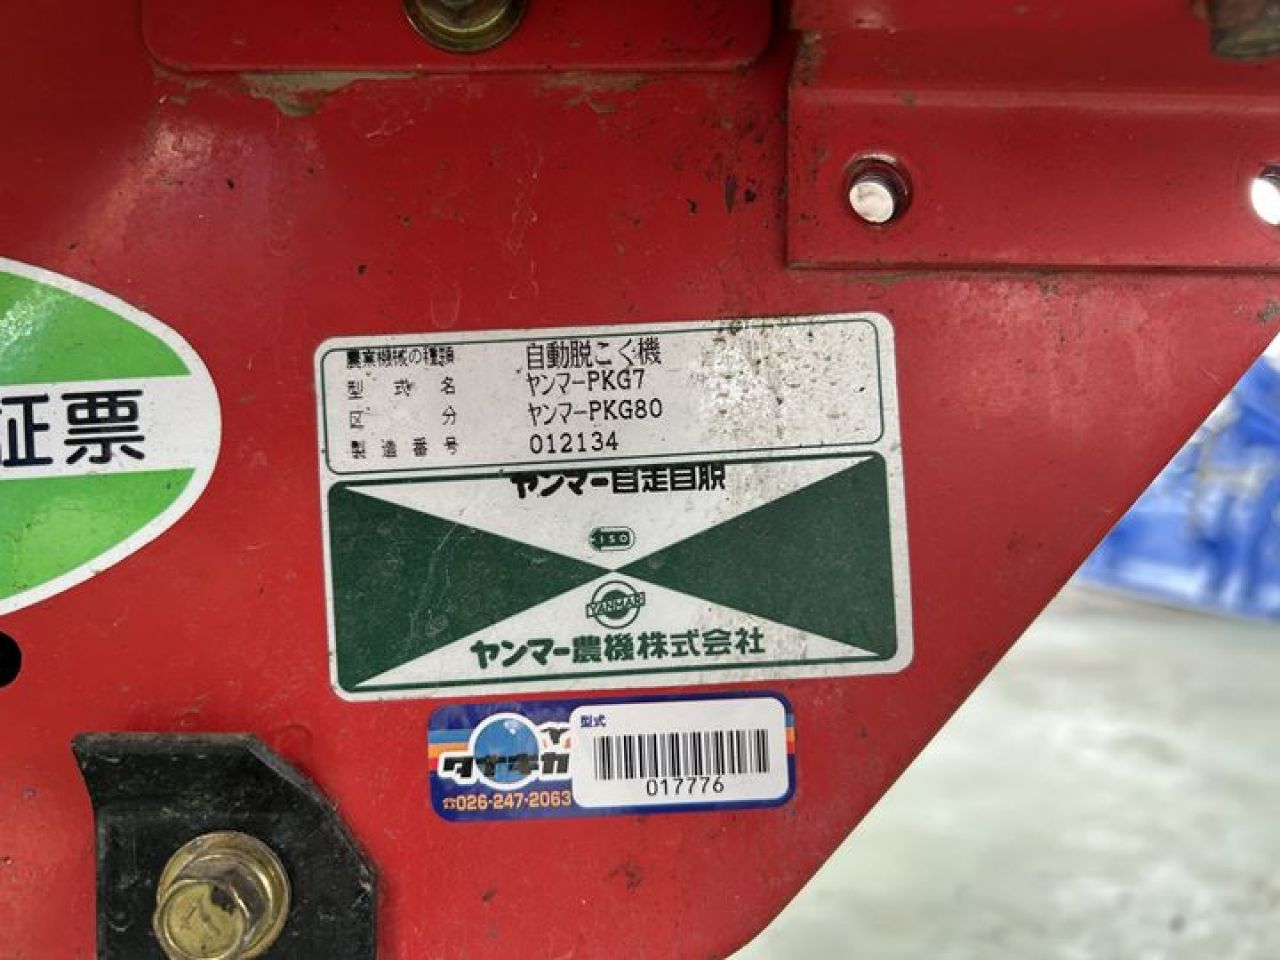 証票
農業機械の種類 自動脱こく機
型式名 ヤンマーPKG7
区分 ヤンマーPKG80
製造番号 012134
ヤンマー自走自脱
ISO
YANMAR
ヤンマー農機株式会社
型式
☎026-247-2063
017776